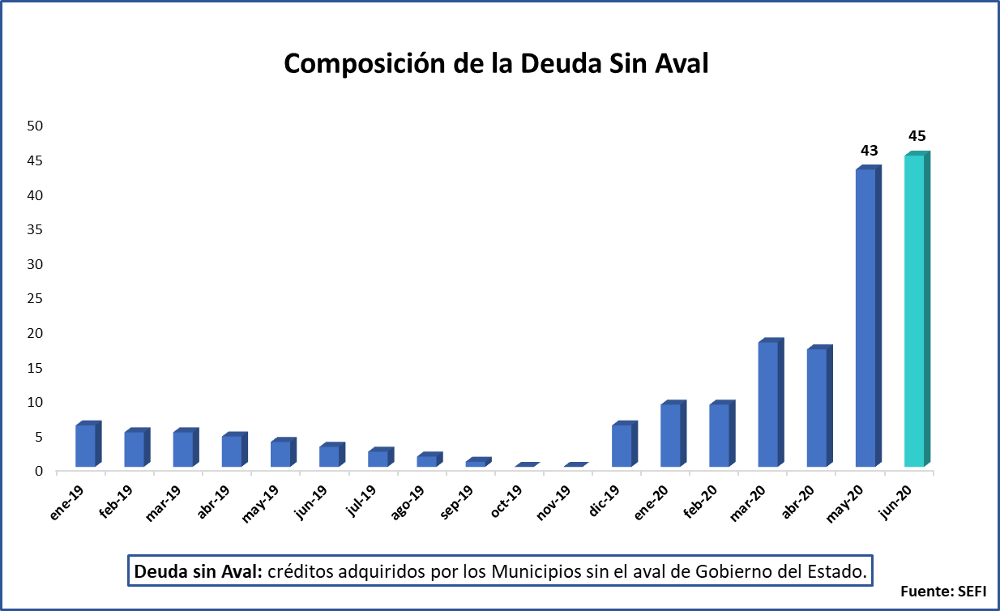 Composición de la Deuda Sin Aval
50
45
40
35
30
25
20
15
10
5
0
43
45
ene-19
feb-19
mar-19
abr-19
may-19
jun-19
jul-19
ago-19
sep-19
oct-19
nov-19
dic-19
ene-20
feb-20
mar-20
abr-20
may-20
jun-20
Deuda sin Aval: créditos adquiridos por los Municipios sin el aval de Gobierno del Estado.
Fuente: SEFI